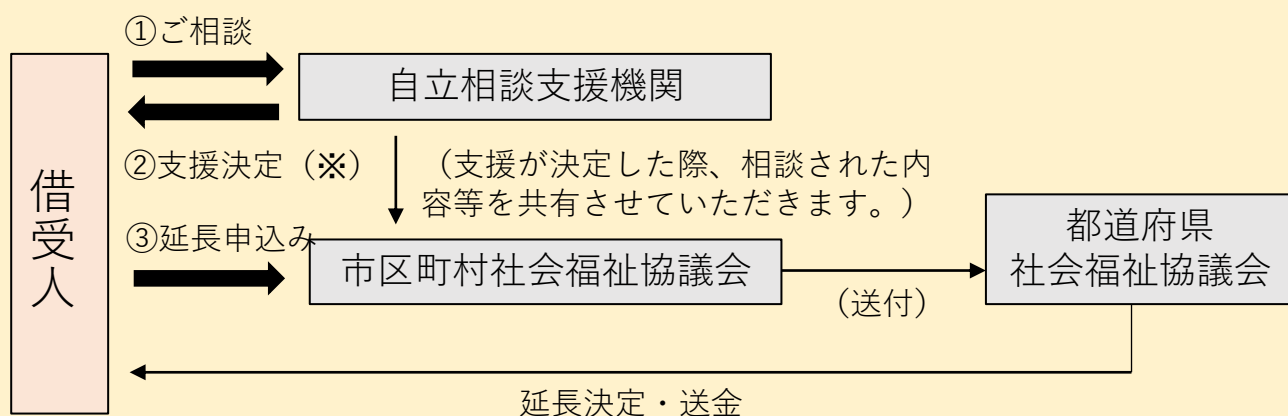 ①ご相談
自立相談支援機関
②支援決定（※）
（支援が決定した際、相談された内
容等を共有させていただきます。）
借受人
③延長申込み
市区町村社会福祉協議会
（送付）
都道府県
社会福祉協議会
延長決定・送金